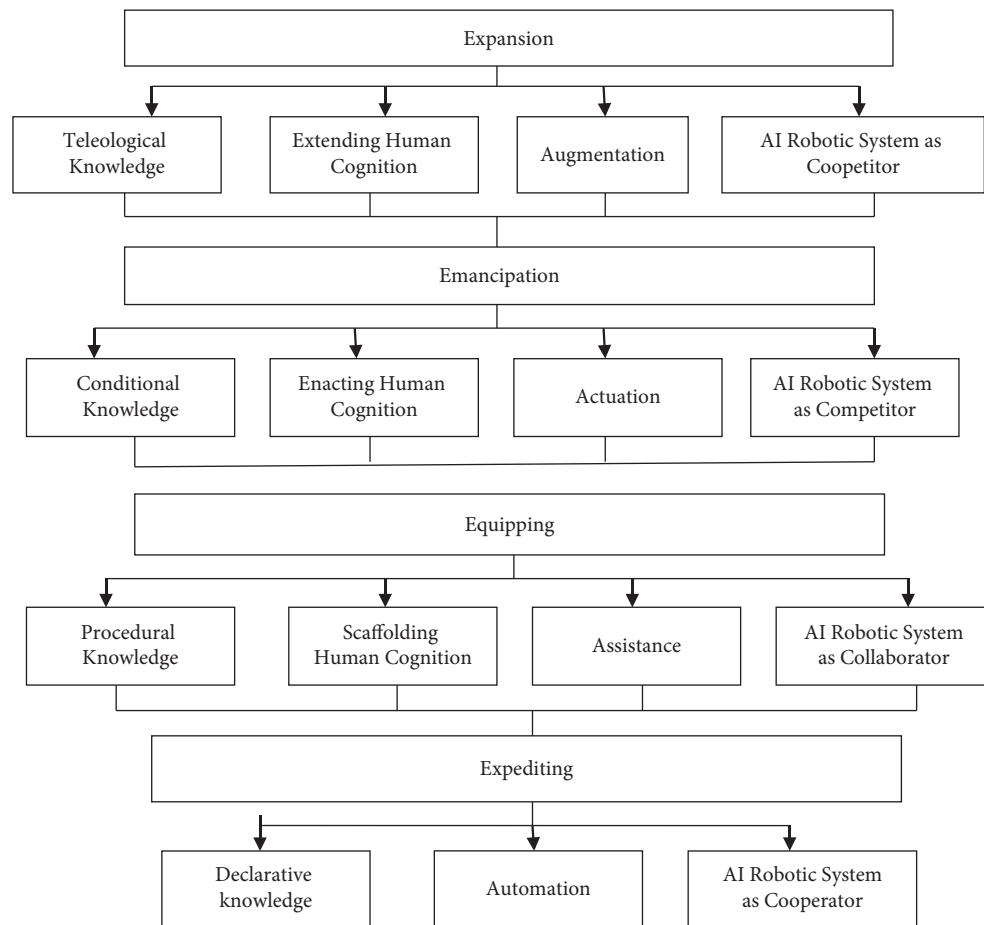 Expansion
Teleological
Knowledge
Extending Human
Cognition
Augmentation
AI Robotic System as
Coopetitor
Emancipation
Conditional
Knowledge
Enacting Human
Cognition
Actuation
AI Robotic System
as Competitor
Equipping
Procedural
Knowledge
Scaffolding
Human Cognition
Assistance
AI Robotic System
as Collaborator
Expediting
Declarative
knowledge
Automation
AI Robotic System
as Cooperator